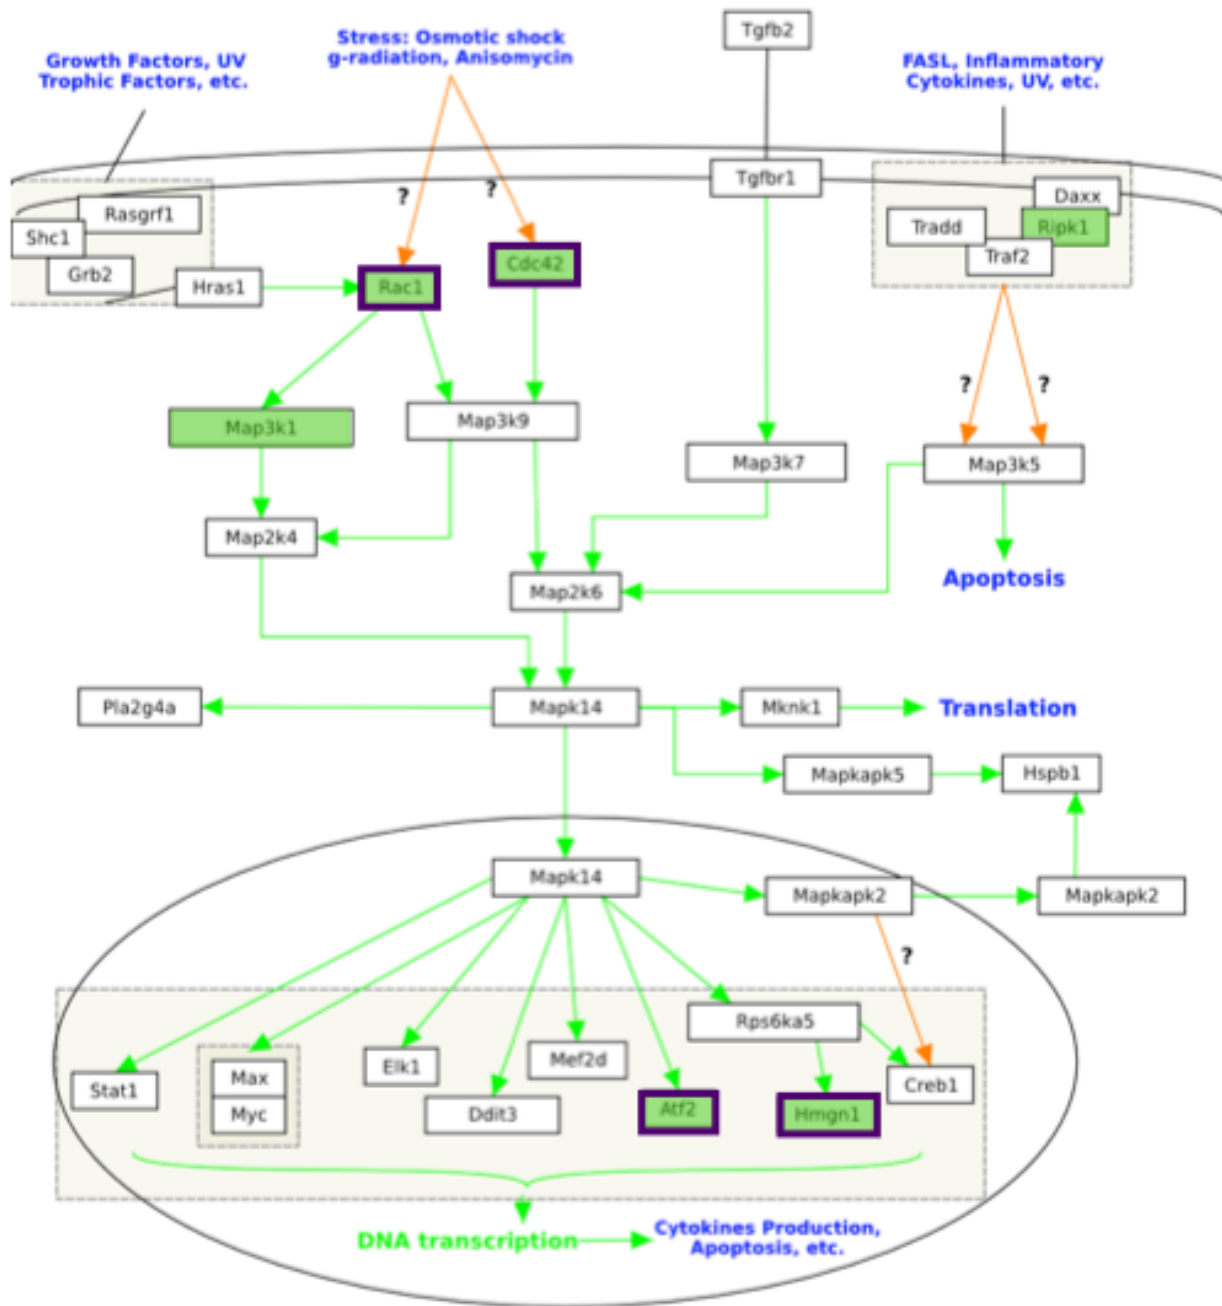 Tgfb2
Stress: Osmotic shock
g-radiation, Anisomycin
Growth Factors, UV
Trophic Factors, etc.
FASL, Inflammatory
Cytokines, UV, etc.
Tgfbr1
?
?
Daxx
Rasgrf1
Tradd
Ripk1
Shc1
Traf2
Grb2
Hras1
Rac1
Cdc42
?
?
Map3k1
Map3k9
Map3k7
Map3k5
Map2k4
Map2k6
Apoptosis
Pla2g4a
Mapk14
Mknk1
Translation
Mapkapk5
Hspb1
Mapk14
Mapkapk2
Mapkapk2
?
Rps6ka5
Stat1
Max
Myc
Elk1
Mef2d
Creb1
Ddit3
Atf2
Hmgn1
DNA transcription
Cytokines Production,
Apoptosis, etc.